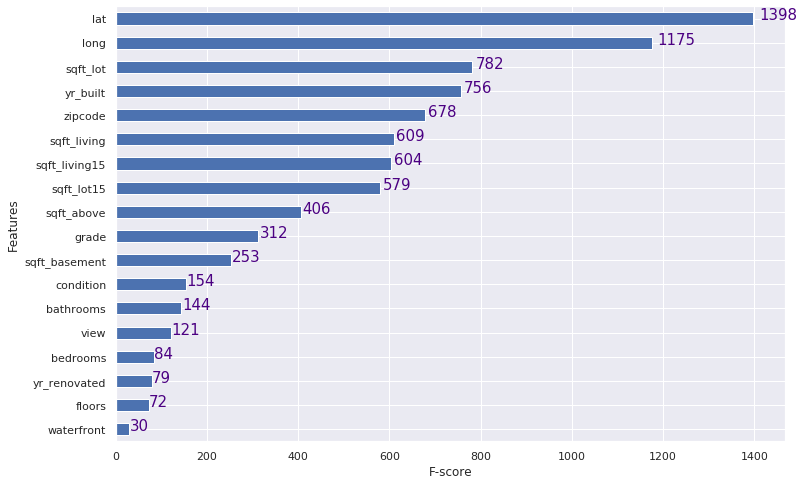 lat 1398
long 1175
sqft_lot 782
yr_built 756
zipcode 678
sqft_living 609
sqft_living15 604
sqft_lot15 579
sqft_above 406
grade 312
sqft_basement 253
condition 154
bathrooms 144
view 121
bedrooms 84
yr_renovated 79
floors 72
waterfront 30
Features
0 200 400 600 800 1000 1200 1400
F-score